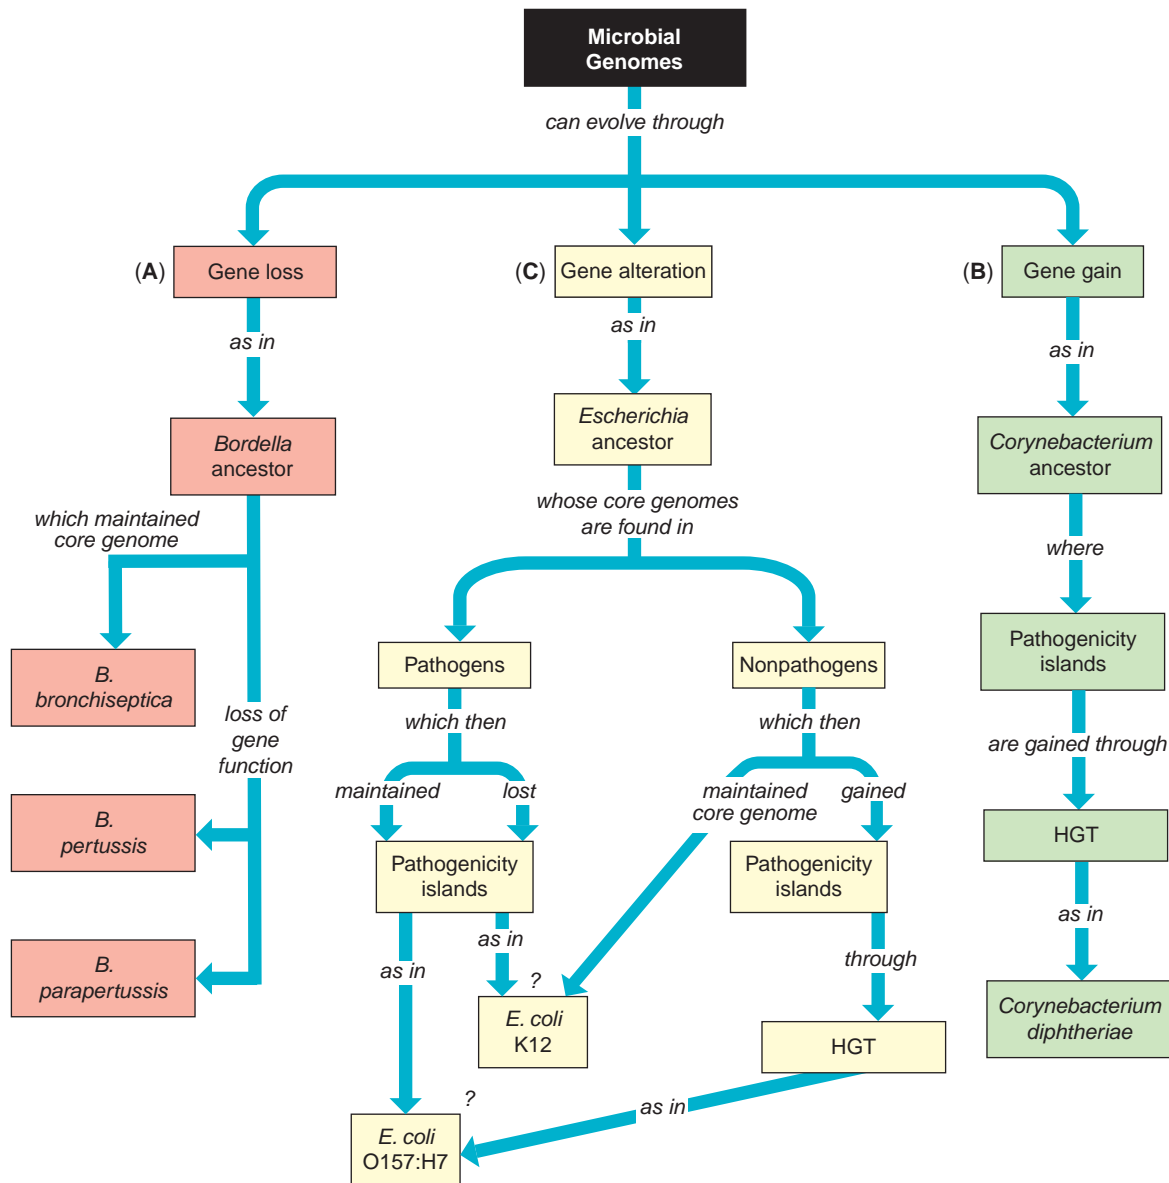 Microbial
Genomes
can evolve through
(A)
Gene loss
(C)
Gene alteration
(B)
Gene gain
as in
as in
as in
Bordella
ancestor
Escherichia
ancestor
Corynebacterium
ancestor
which maintained
core genome
whose core genomes
are found in
where
B.
bronchiseptica
Pathogens
Nonpathogens
Pathogenicity
islands
loss of
gene
function
which then
which then
are gained through
maintained
lost
maintained
core genome
gained
B.
pertussis
Pathogenicity
islands
Pathogenicity
islands
HGT
as in
as in
through
as in
B.
parapertussis
?
E. coli
K12
HGT
Corynebacterium
diphtheriae
?
as in
E. coli
O157:H7